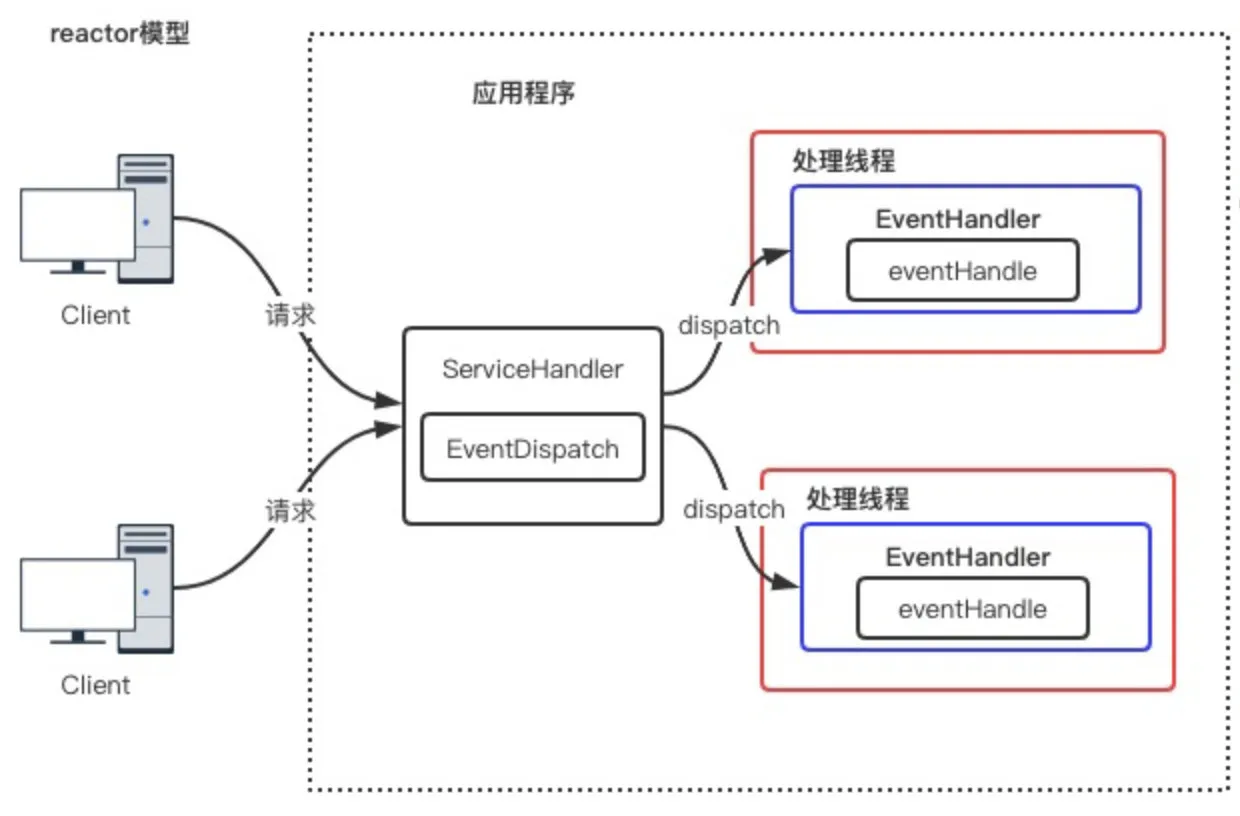 reactor模型
应用程序
Client
请求
Client
请求
ServiceHandler
EventDispatch
dispatch
dispatch
处理线程
EventHandler
eventHandle
处理线程
EventHandler
eventHandle